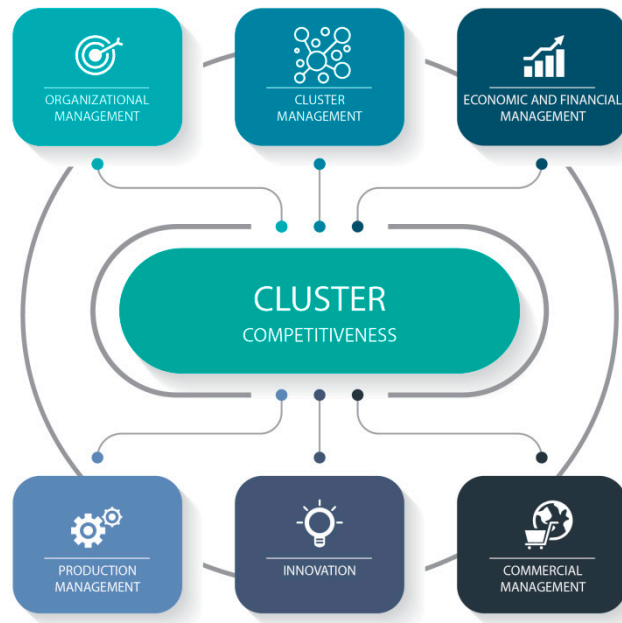 ORGANIZATIONAL
MANAGEMENT
CLUSTER
MANAGEMENT
ECONOMIC AND FINANCIAL
MANAGEMENT
CLUSTER
COMPETITIVENESS
PRODUCTION
MANAGEMENT
INNOVATION
COMMERCIAL
MANAGEMENT